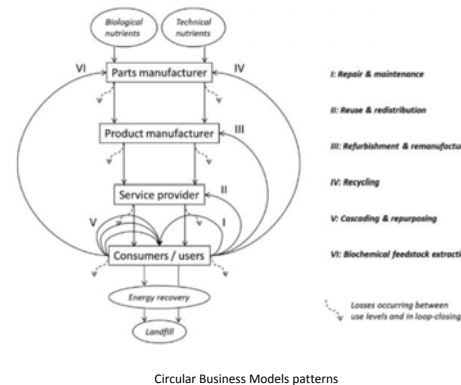 Biological
nutrients
Technical
nutrients
VI
IV
Parts manufacturer
Product manufacturer
III
Service provider
II
V
I
Consumers / users
Energy recovery
Landfill
I: Repair & maintenance
II: Reuse & redistribution
III: Refurbishment & remanufactu
IV: Recycling
V: Cascading & repurposing
VI: Biochemical feedstock extracti
Losses occurring between
use levels and in loop-closing
Circular Business Models patterns